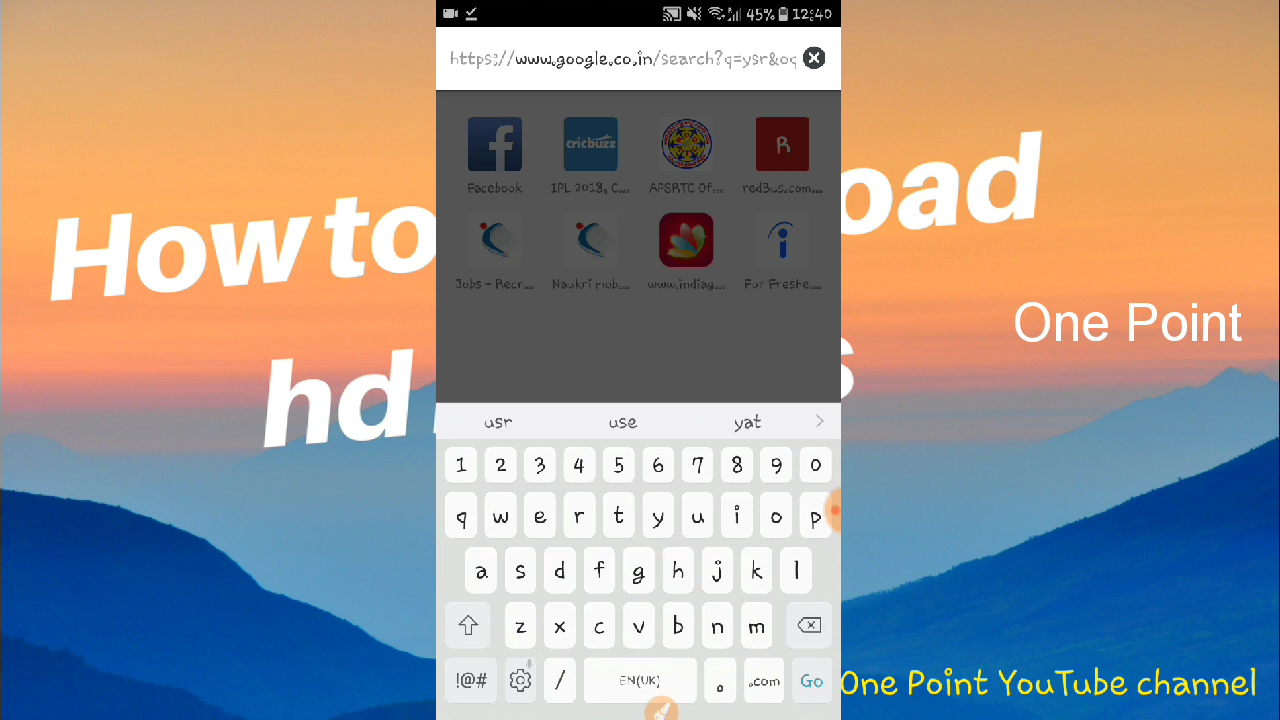 45% 12:40
https://www.google.co.in/search?q=ysr&oq
f
cricbuzz
R
Facebook
IPL 2018, C...
APSRTC Of...
redBus.com...
Jobs - Recr...
Naukri mob...
www.indiag...
For Freshe...
How to
oad
hd
s
One Point
usr use yat
1 2 3 4 5 6 7 8 9 0
q w e r t y u i o p
a s d f g h j k l
z x c v b n m
!@# / EN(UK) . .com Go
One Point YouTube channel